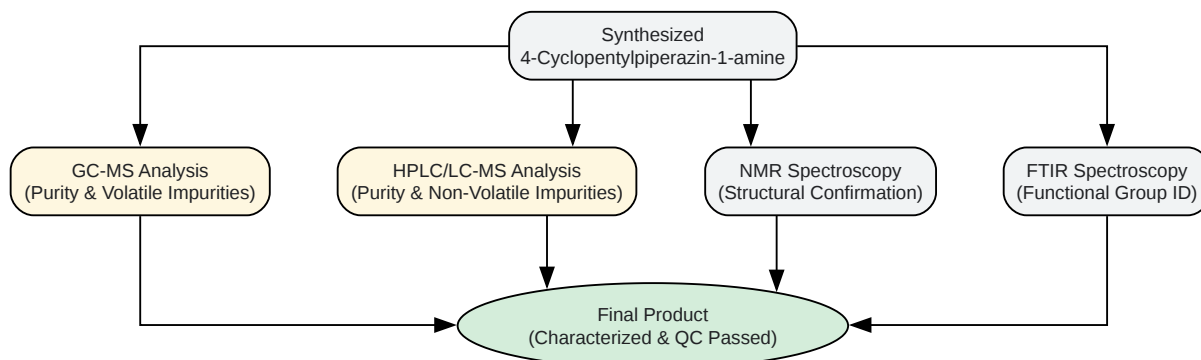 Synthesized
4-Cyclopentylpiperazin-1-amine
GC-MS Analysis
(Purity & Volatile Impurities)
HPLC/LC-MS Analysis
(Purity & Non-Volatile Impurities)
NMR Spectroscopy
(Structural Confirmation)
FTIR Spectroscopy
(Functional Group ID)
Final Product
(Characterized & QC Passed)